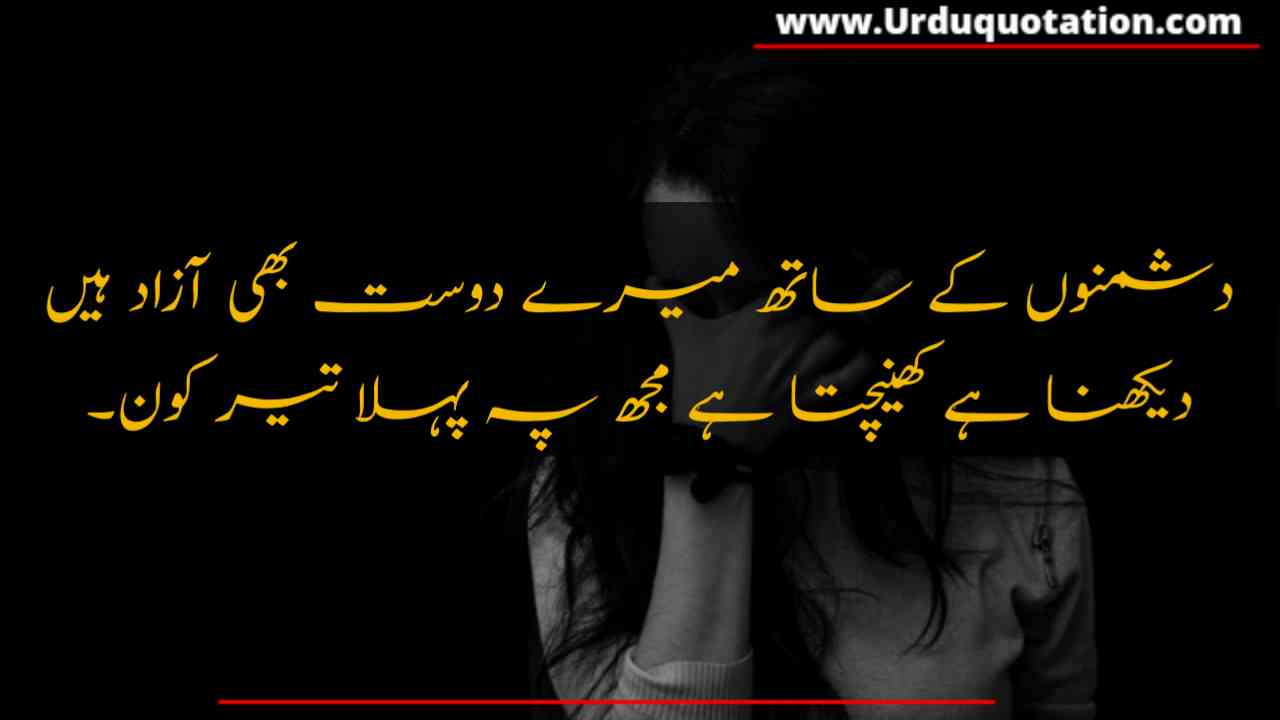 www.Urduquotation.com
دشمنوں کے ساتھ میرے دوست بھی آزاد ہیں
دیکھنا ہے کھینچتا ہے مجھ پہ پہلا تیر کون۔